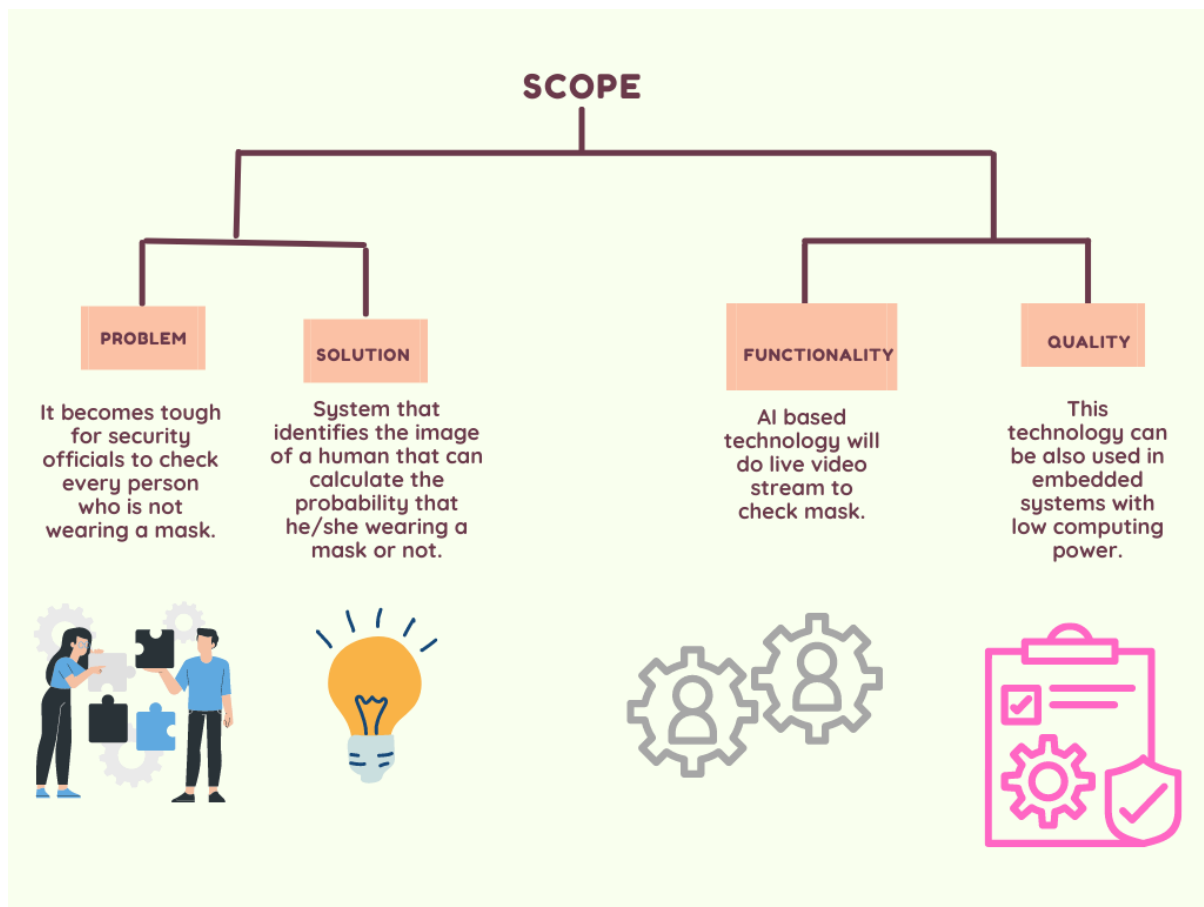 SCOPE
PROBLEM
It becomes tough
for security
officials to check
every person
who is not
wearing a mask.
SOLUTION
System that
identifies the image
of a human that can
calculate the
probability that
he/she wearing a
mask or not.
FUNCTIONALITY
AI based
technology will
do live video
stream to
check mask.
QUALITY
This
technology can
be also used in
embedded
systems with
low computing
power.